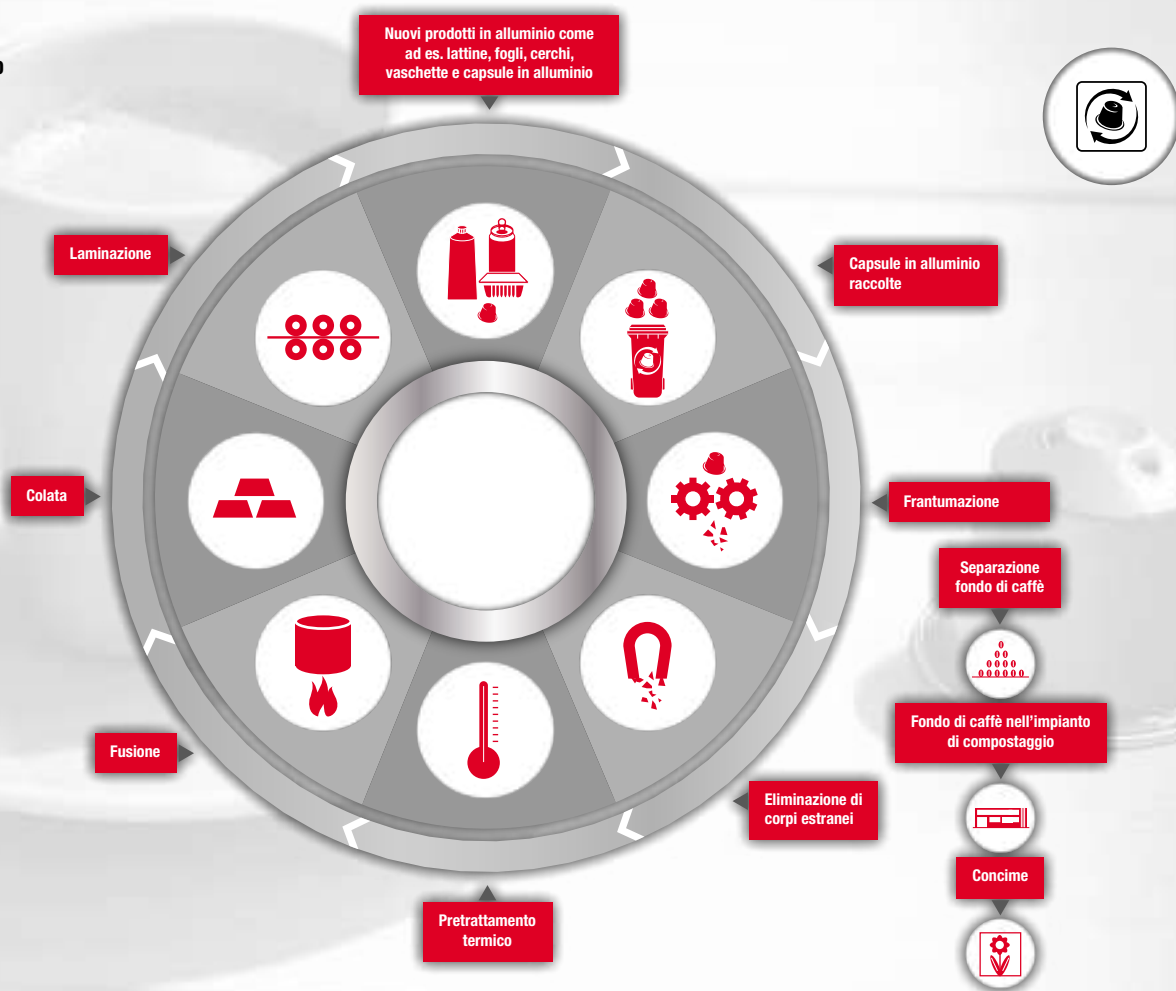 Nuovi prodotti in alluminio come
ad es. lattine, fogli, cerchi,
vaschette e capsule in alluminio
Capsule in alluminio
raccolte
Frantumazione
Separazione
fondo di caffè
Fondo di caffè nell’impianto
di compostaggio
Concime
Eliminazione di
corpi estranei
Pretrattamento
termico
Fusione
Colata
Laminazione